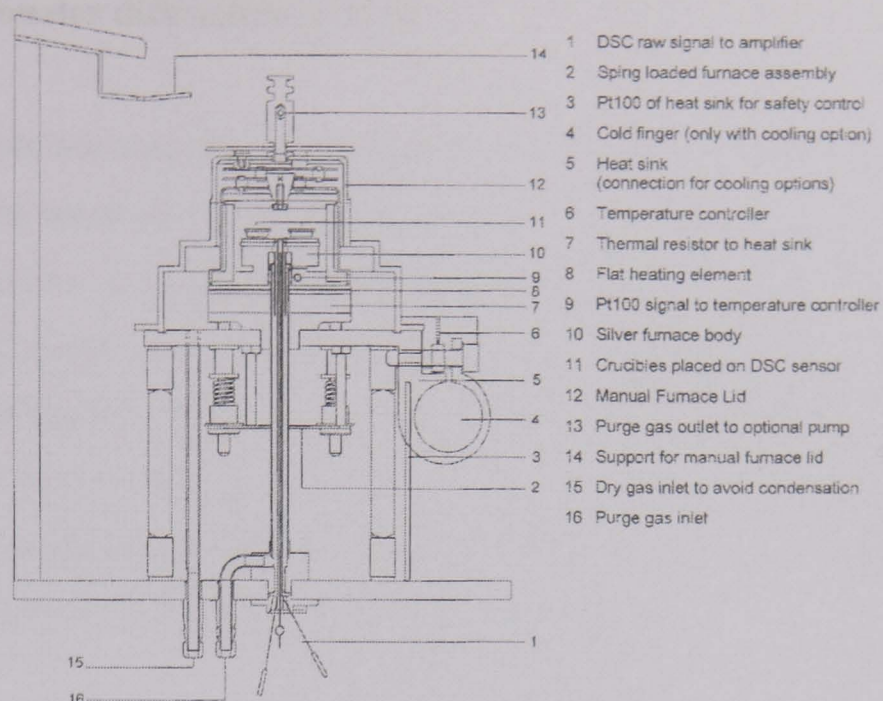 1 DSC raw signal to amplifier
2 Sping loaded furnace assembly
3 Pt100 of heat sink for safety control
4 Cold finger (only with cooling option)
5 Heat sink
(connection for cooling options)
6 Temperature controller
7 Thermal resistor to heat sink
8 Flat heating element
9 Pt100 signal to temperature controller
10 Silver furnace body
11 Crucibles placed on DSC sensor
12 Manual Furnace Lid
13 Purge gas outlet to optional pump
14 Support for manual furnace lid
15 Dry gas inlet to avoid condensation
16 Purge gas inlet
14
13
12
11
10
9
8
7
6
5
4
3
2
1
15
16